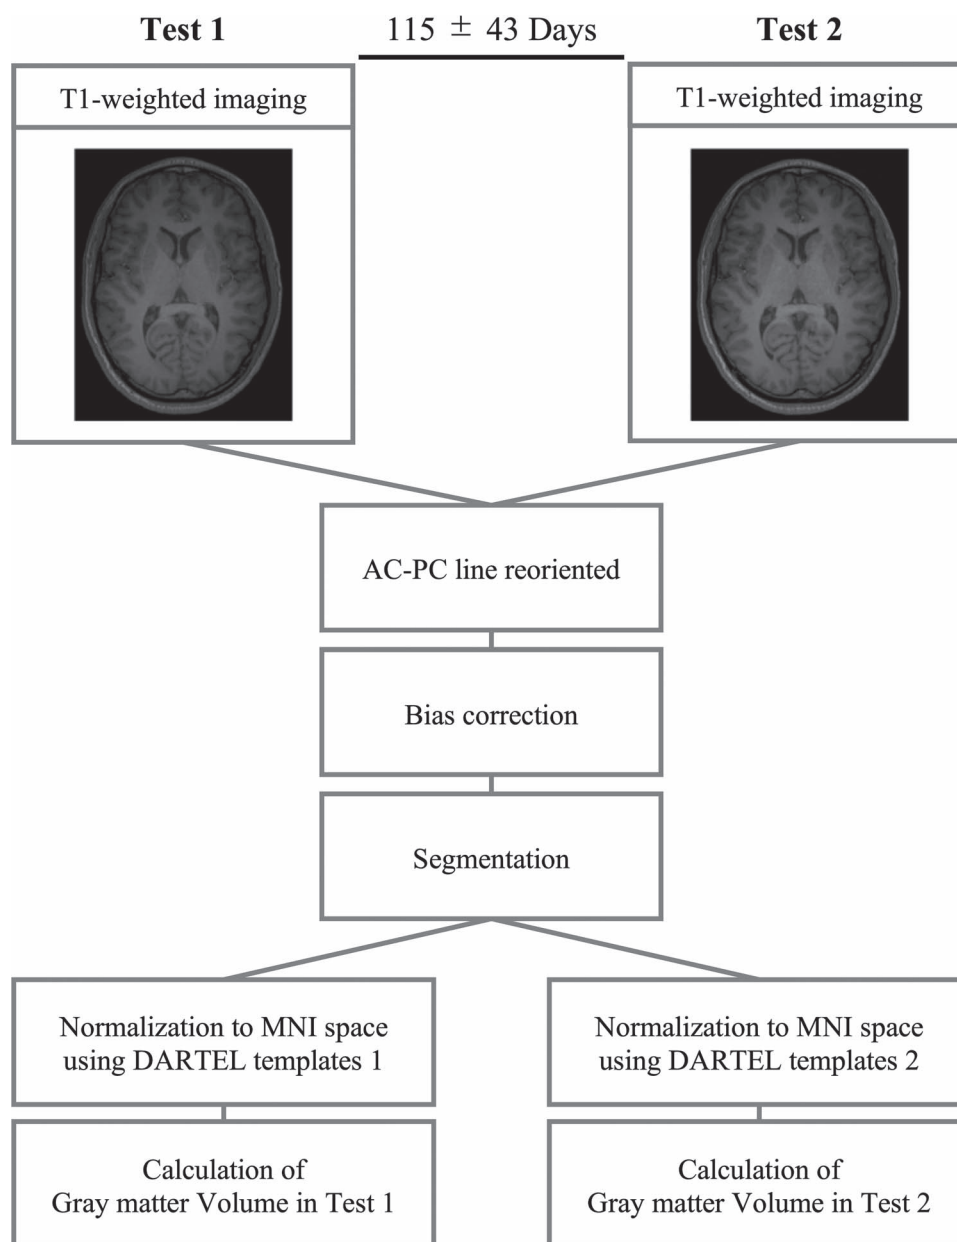 Test 1
115 ± 43 Days
Test 2
T1-weighted imaging
T1-weighted imaging
AC-PC line reoriented
Bias correction
Segmentation
Normalization to MNI space
using DARTEL templates 1
Normalization to MNI space
using DARTEL templates 2
Calculation of
Gray matter Volume in Test 1
Calculation of
Gray matter Volume in Test 2